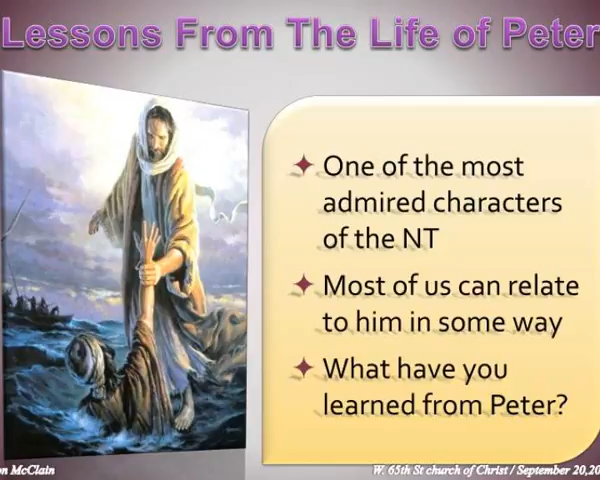 Lessons From The Life of Peter
One of the most
admired characters
of the NT
Most of us can relate
to him in some way
What have you
learned from Peter?
McClain
W. 65th St church of Christ / September 20,20